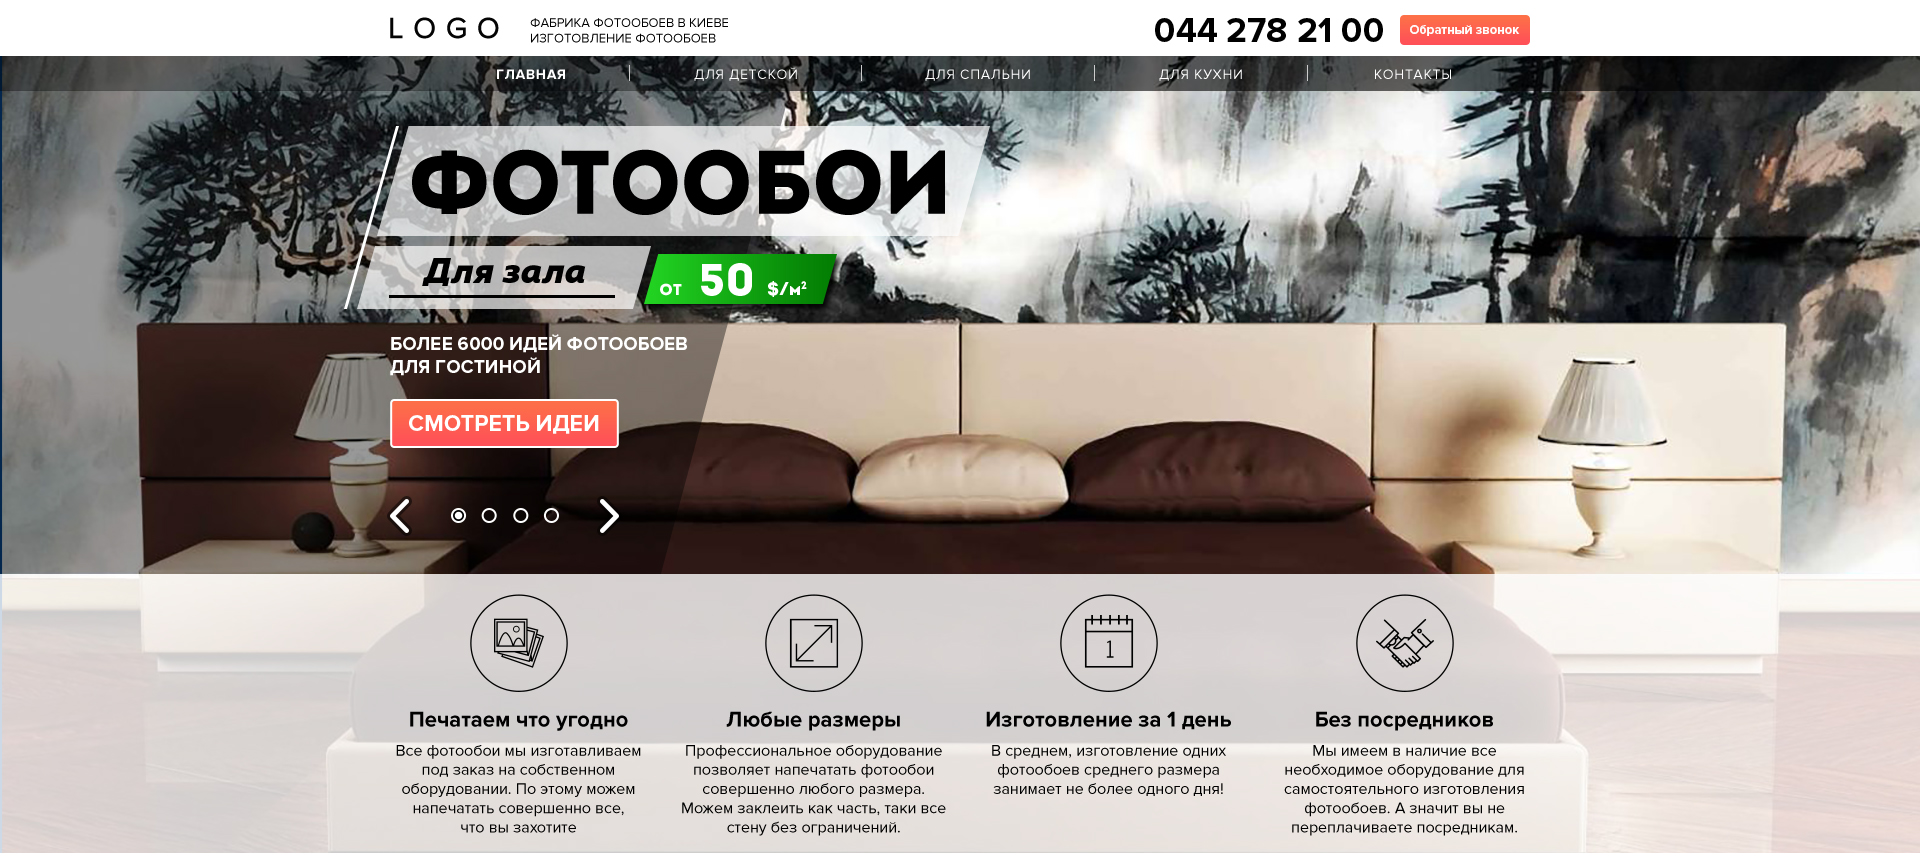 LOGO
ФАБРИКА ФОТООБОЕВ В КИЕВЕ
ИЗГОТОВЛЕНИЕ ФОТООБОЕВ
044 278 21 00
Обратный звонок
ГЛАВНАЯ
ДЛЯ ДЕТСКОЙ
ДЛЯ СПАЛЬНИ
ДЛЯ КУХНИ
КОНТАКТЫ
ФОТООБОИ
Для зала
от 50 $/м²
БОЛЕЕ 6000 ИДЕЙ ФОТООБОЕВ
ДЛЯ ГОСТИНОЙ
СМОТРЕТЬ ИДЕИ
1
Печатаем что угодно
Все фотообои мы изготавливаем
под заказ на собственном
оборудовании. По этому можем
напечатать совершенно все,
что вы захотите
Любые размеры
Профессиональное оборудование
позволяет напечатать фотообои
совершенно любого размера.
Можем заклеить как часть, таки все
стену без ограничений.
Изготовление за 1 день
В среднем, изготовление одних
фотообоев среднего размера
занимает не более одного дня!
Без посредников
Мы имеем в наличие все
необходимое оборудование для
самостоятельного изготовления
фотообоев. А значит вы не
переплачиваете посредникам.